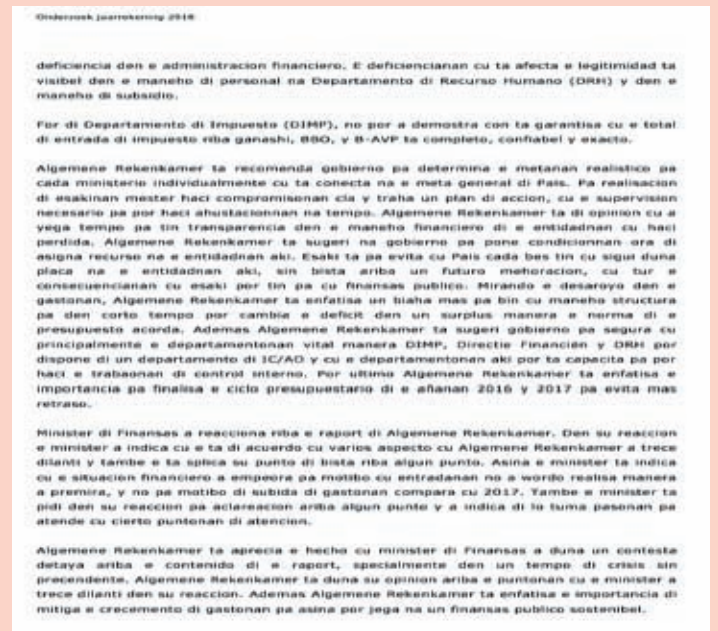 Onderzoek jaarrekening 2018
deficiencia den e administracion financiero. E deficiencianan cu ta afecta e legitimidad ta
visibel den e maneho di personal na Departamento di Recurso Humano (DRH) y den e
maneho di subsidio.
For di Departamento di Impuesto (DIMP), no por a demostra con ta garantisa cu e total
di entrada di impuesto riba ganashi, BBO, y B-AVP ta completo, confiabel y exacto.
Algemene Rekenkamer ta recomenda gobierno pa determina e metanan realistico pa
cada ministerio individualmente cu ta conecta na e meta general di Pais. Pa realisacion
di esakinan mester haci compromisonan cla y traha un plan di accion, cu e supervision
necesario pa por haci ahustacionnan na tempo. Algemene Rekenkamer ta di opinion cu a
yega tempo pa tin transparencia den e maneho financiero di e entidadnan cu haci
perdida. Algemene Rekenkamer ta sugeri na gobierno pa pone condicionnan ora di
asigna recurso na e entidadnan aki. Esaki ta pa evita cu Pais cada bes tin cu sigui duna
placa na e entidadnan aki, sin bista ariba un futuro mehoracion, cu tur e
consecuencianan cu esaki por tin pa cu finansas publico. Mirando e desaroyo den e
gastonan, Algemene Rekenkamer ta enfatisa un biaha mas pa bin cu maneho structura
pa den corto tempo por cambia e deficit den un surplus manera e norma di e
presupuesto acorda. Ademas Algemene Rekenkamer ta sugeri gobierno pa segura cu
principalmente e departamentonan vital manera DIMP, Directie Financiën y DRH por
dispone di un departamento di IC/AO y cu e departamentonan aki por ta capacita pa por
haci e trabaonan di control interno. Por ultimo Algemene Rekenkamer ta enfatisa e
importancia pa finalisa e ciclo presupuestario di e añanan 2016 y 2017 pa evita mas
retraso.
Minister di Finansas a reacciona riba e raport di Algemene Rekenkamer. Den su reaccion
e minister a indica cu e ta di acuerdo cu varios aspecto cu Algemene Rekenkamer a trece
dilanti y tambe e ta splica su punto di bista riba algun punto. Asina e minister ta indica
cu e situacion financiero a empeora pa motibo cu entradanan no a wordo realisa manera
a premira, y no pa motibo di subida di gastonan compara cu 2017. Tambe e minister ta
pidi den su reaccion pa aclareacion ariba algun punto y a indica di lo tuma pasonan pa
atende cu cierto puntonan di atencion.
Algemene Rekenkamer ta aprecia e hecho cu minister di Finansas a duna un contesta
detaya ariba e contenido di e raport, specialmente den un tempo di crisis sin
precendente. Algemene Rekenkamer ta duna su opinion ariba e puntonan cu e minister a
trece dilanti den su reaccion. Ademas Algemene Rekenkamer ta enfatisa e importancia di
mitiga e crecemento di gastonan pa asina por jega na un finansas publico sostenibel.